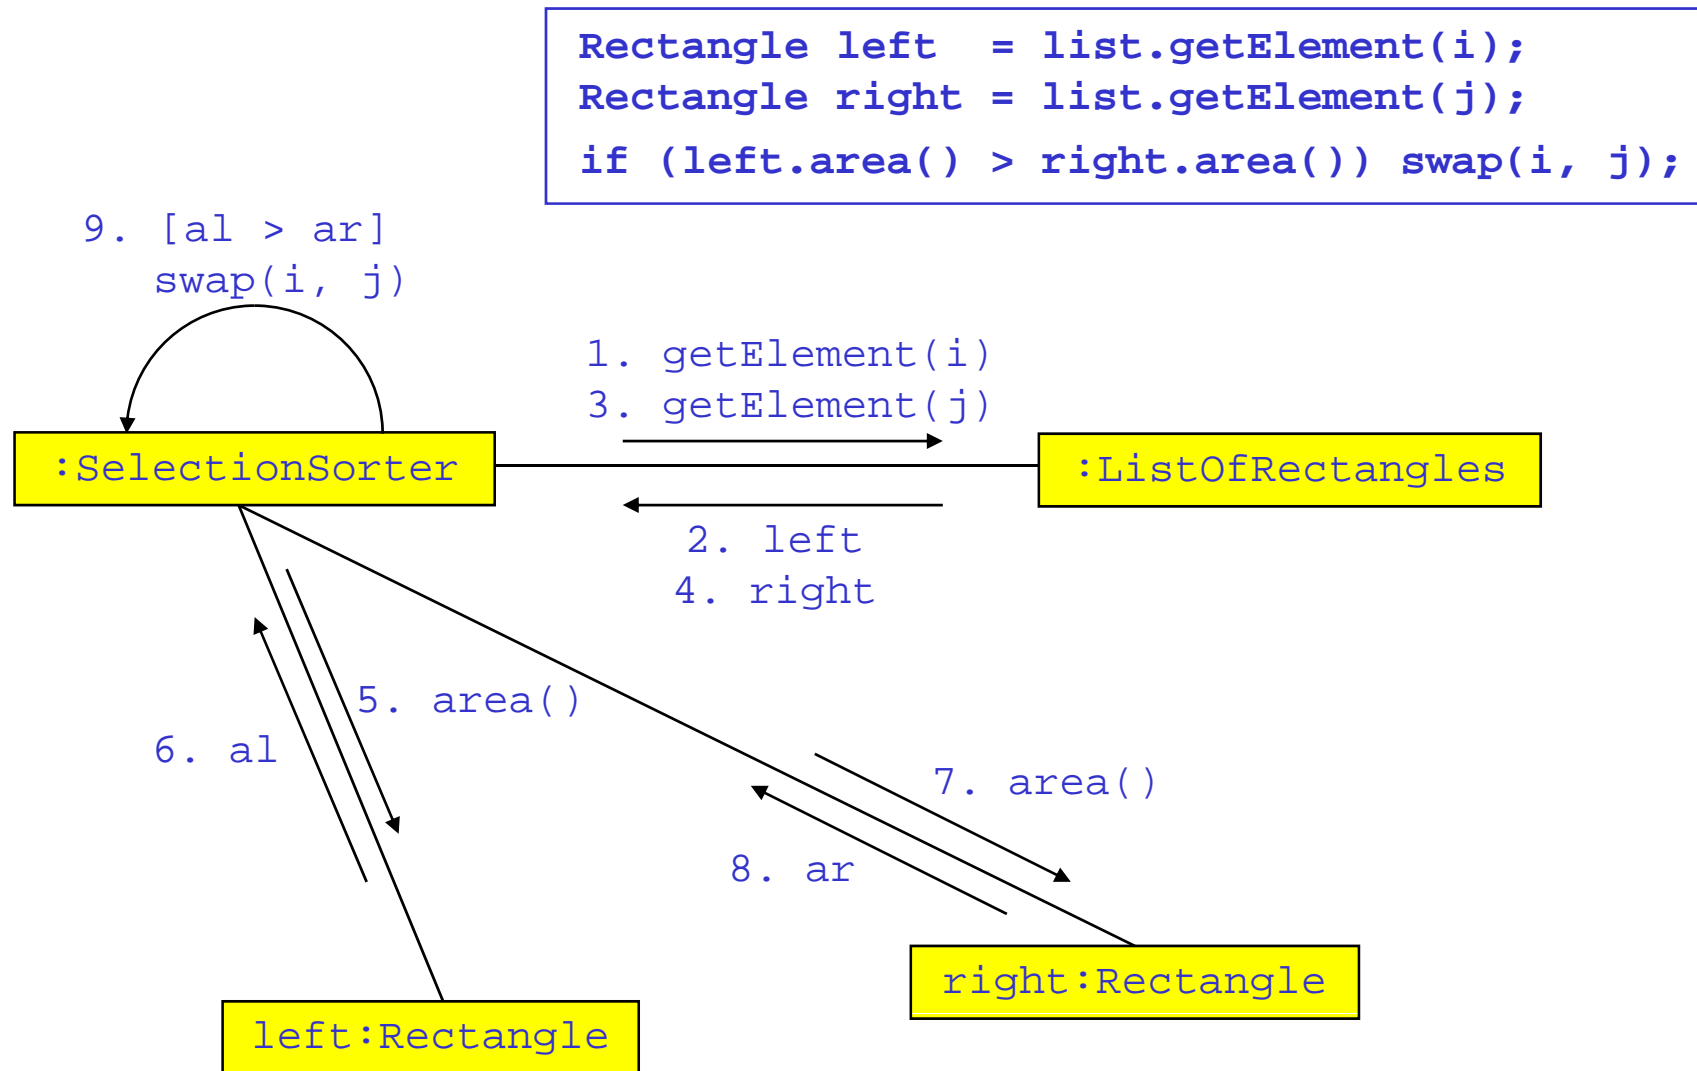 Rectangle left  = list.getElement(i);
Rectangle right = list.getElement(j);
if (left.area() > right.area()) swap(i, j);
9. [al > ar]
swap(i, j)
1. getElement(i)
3. getElement(j)
:SelectionSorter
:ListOfRectangles
2. left
4. right
5. area()
6. al
7. area()
8. ar
right:Rectangle
left:Rectangle